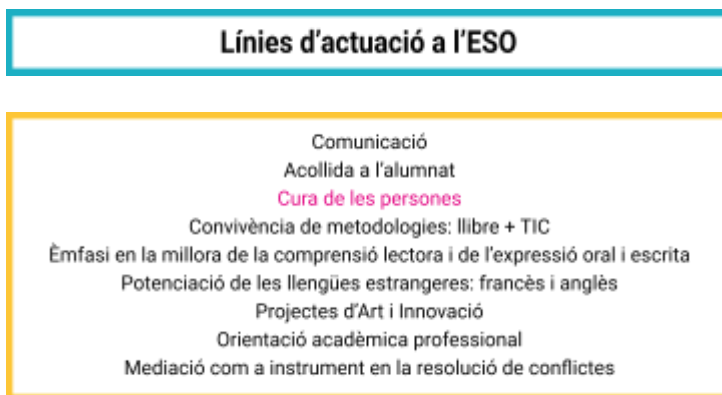 Línies d’actuació a l’ESO
Comunicació
Acollida a l’alumnat
Cura de les persones
Convivència de metodologies: llibre + TIC
Èmfasi en la millora de la comprensió lectora i de l’expressió oral i escrita
Potenciació de les llengües estrangeres: francès i anglès
Projectes d’Art i Innovació
Orientació acadèmica professional
Mediació com a instrument en la resolució de conflictes